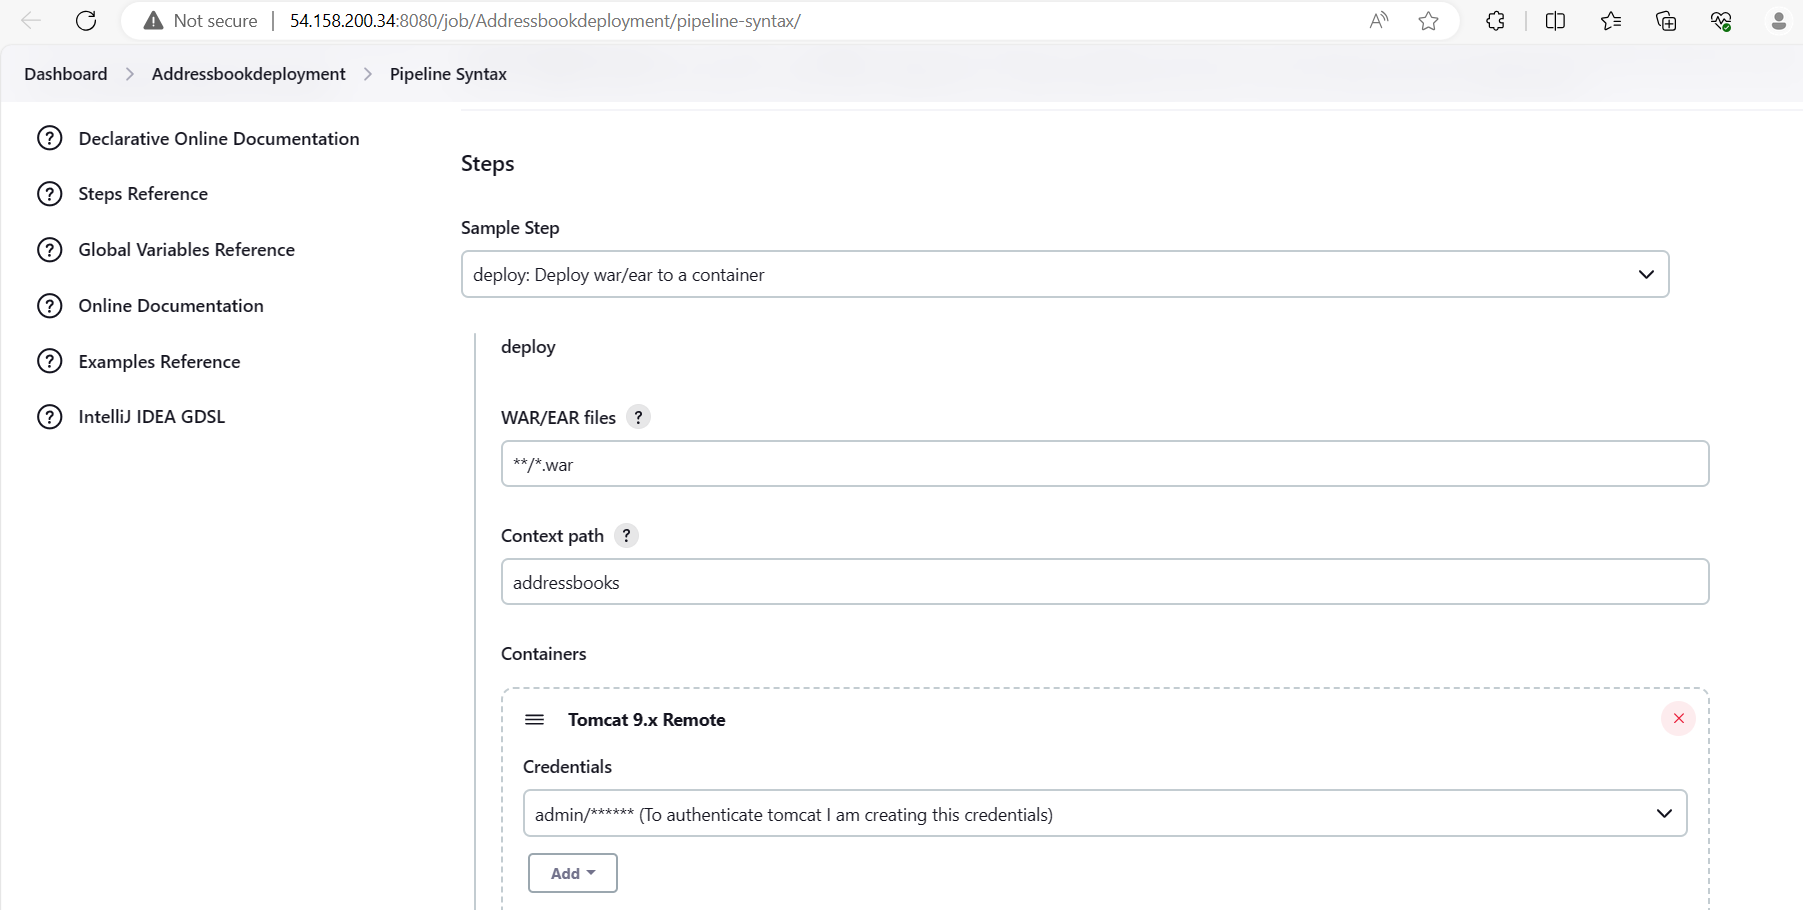 Not secure | 54.158.200.34:8080/job/Addressbookdeployment/pipeline-syntax/
Dashboard > Addressbookdeployment > Pipeline Syntax
Declarative Online Documentation
Steps Reference
Global Variables Reference
Online Documentation
Examples Reference
IntelliJ IDEA GDSL
Steps
Sample Step
deploy: Deploy war/ear to a container
deploy
WAR/EAR files ?
**/*.war
Context path ?
addressbooks
Containers
Tomcat 9.x Remote
Credentials
admin/****** (To authenticate tomcat I am creating this credentials)
Add